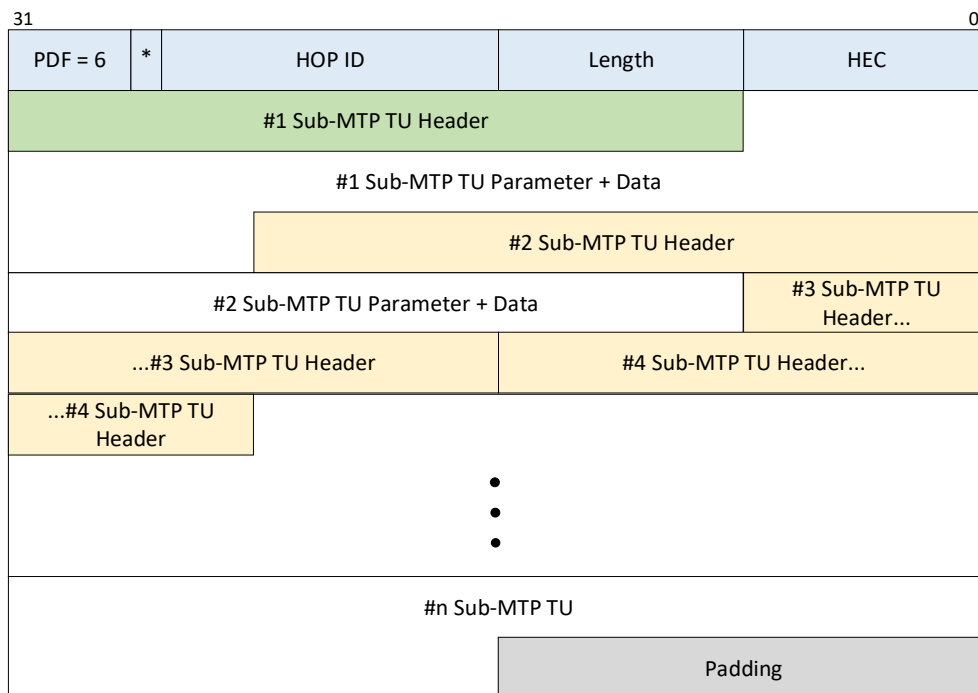 31 0
PDF = 6 * HOP ID Length HEC
#1 Sub-MTP TU Header
#1 Sub-MTP TU Parameter + Data
#2 Sub-MTP TU Header
#2 Sub-MTP TU Parameter + Data
#3 Sub-MTP TU
Header...
...#3 Sub-MTP TU Header
#4 Sub-MTP TU Header...
...#4 Sub-MTP TU
Header
#n Sub-MTP TU
Padding